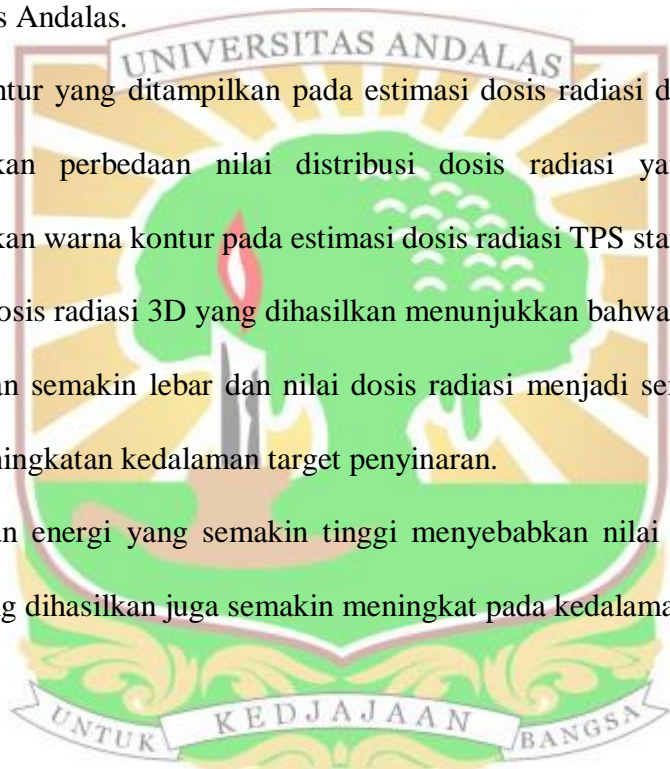 s Andalas.
UNIVERSITAS ANDALAS
ntur yang ditampilkan pada estimasi dosis radiasi d
kan perbedaan nilai distribusi dosis radiasi ya
kan warna kontur pada estimasi dosis radiasi TPS sta
osis radiasi 3D yang dihasilkan menunjukkan bahwa
an semakin lebar dan nilai dosis radiasi menjadi se
ningkatan kedalaman target penyinaran.
an energi yang semakin tinggi menyebabkan nilai
ng dihasilkan juga semakin meningkat pada kedalama
UNTUK KEDJAJAAN BANGSA